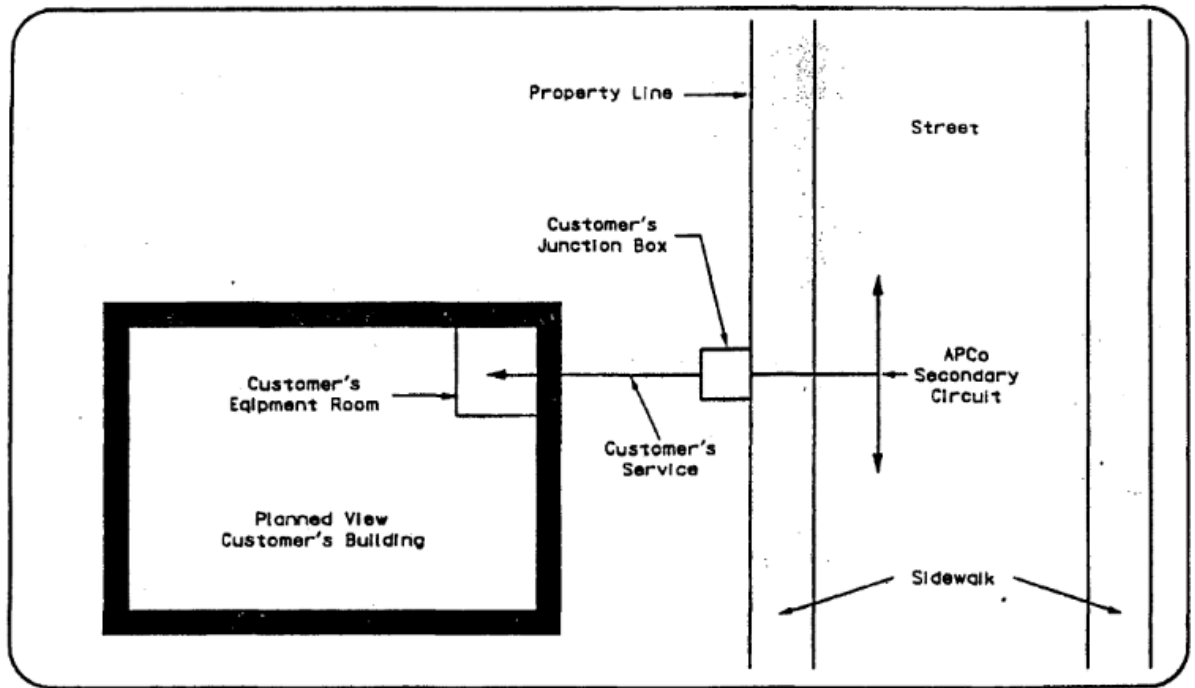 Property Line
Street
Customer's
Junction Box
APCo
Secondary
Circuit
Customer's
Eqipment Room
Customer's
Service
Planned View
Customer's Building
Sidewalk